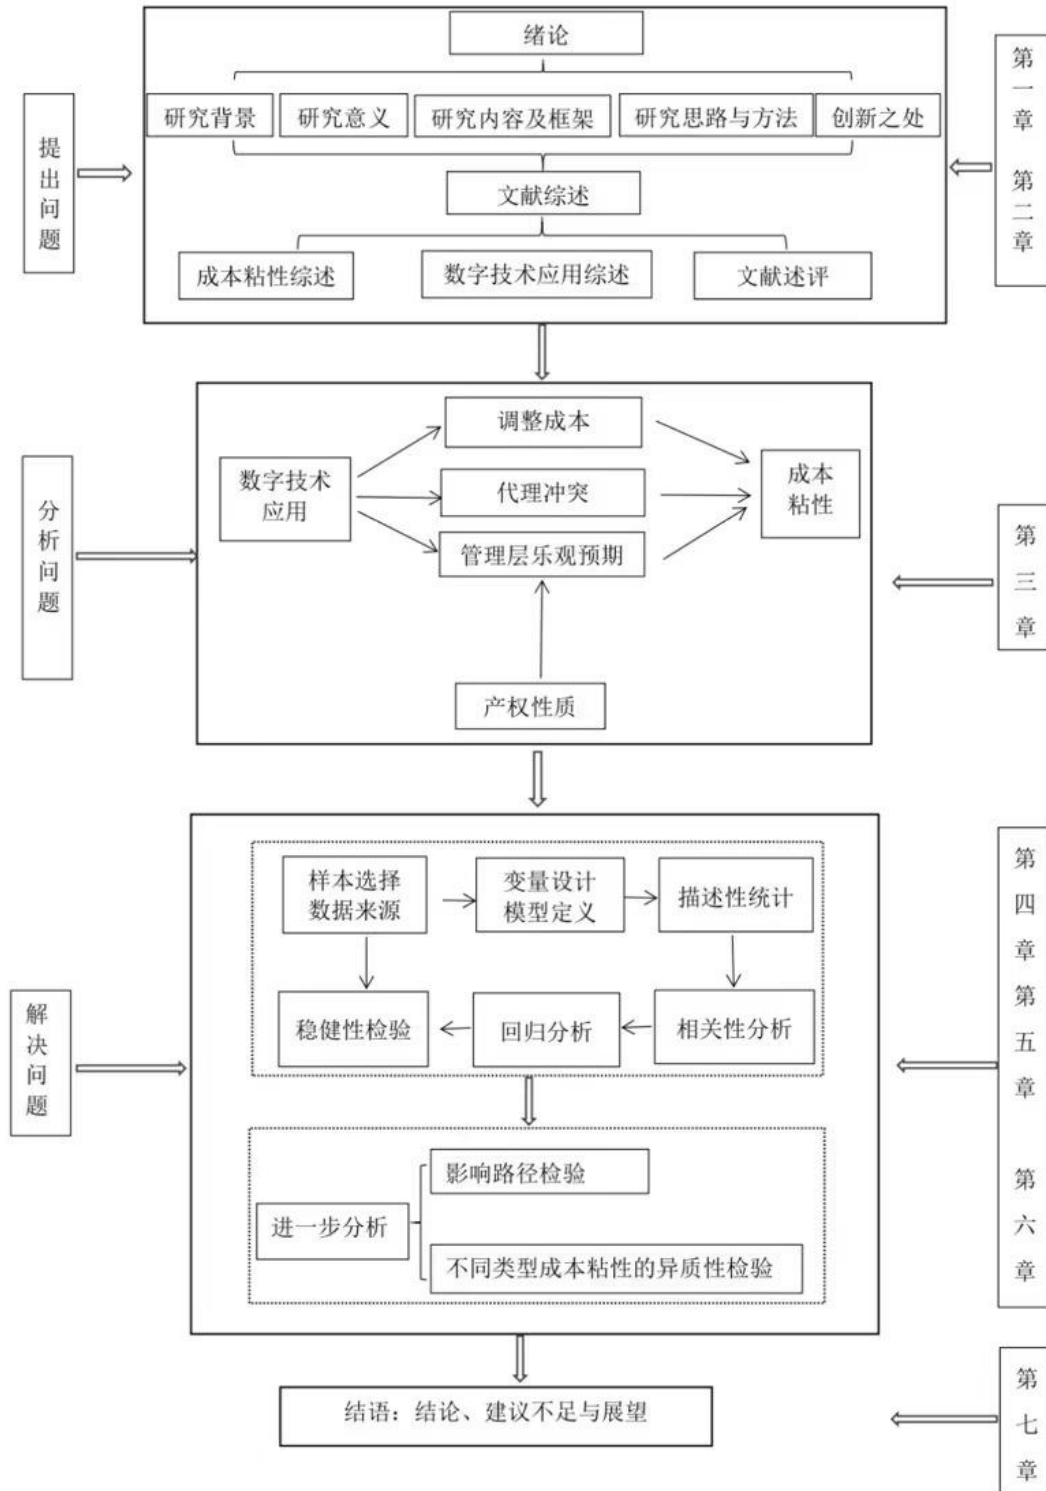 绪论
研究背景
研究意义
研究内容及框架
研究思路与方法
创新之处
文献综述
成本粘性综述
数字技术应用综述
文献述评
提出问题
第一章 第二章
调整成本
数字技术
应用
代理冲突
成本
粘性
管理层乐观预期
产权性质
分析问题
第三章
样本选择
数据来源
变量设计
模型定义
描述性统计
稳健性检验
回归分析
相关性分析
影响路径检验
进一步分析
不同类型成本粘性的异质性检验
解决问题
第四章第五章 第六章
结语：结论、建议不足与展望
第七章